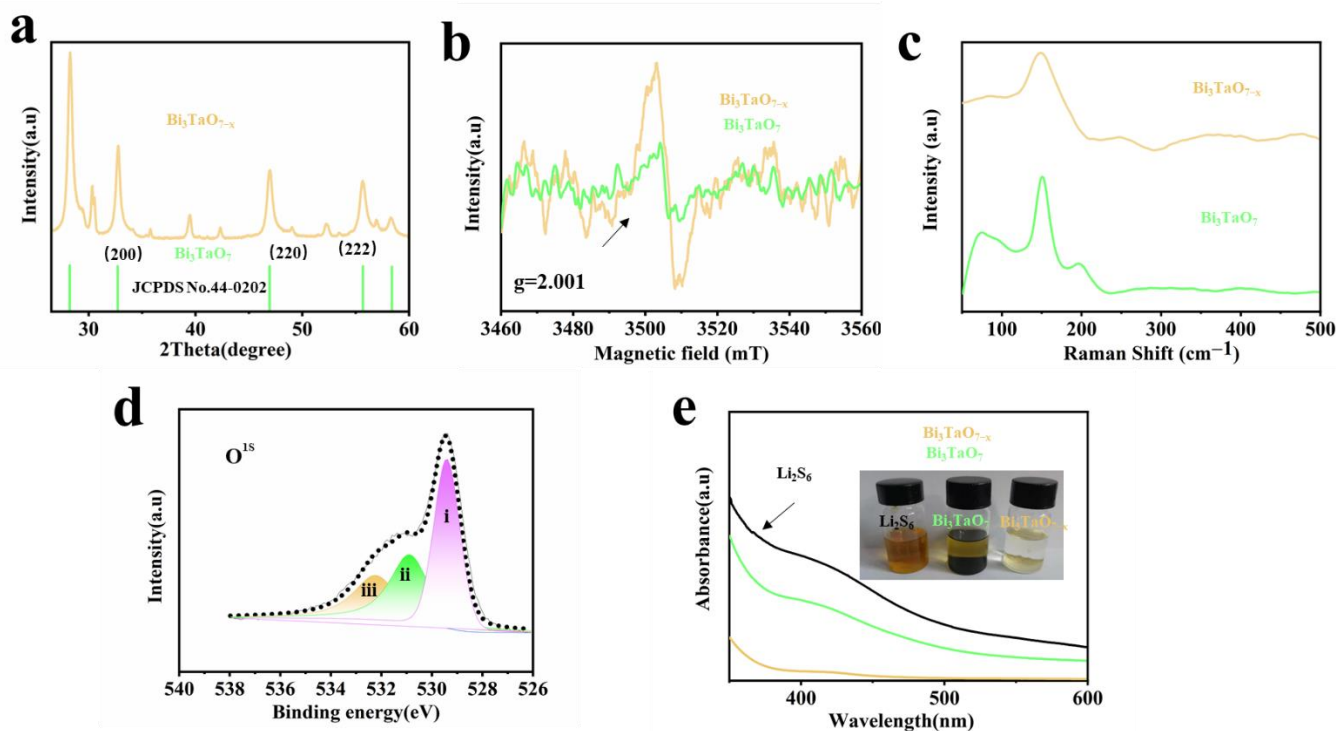 a
Intensity(a.u)
Bi₃TaO₇₋ₓ
(200)
Bi₃TaO₇
(220)
(222)
JCPDS No.44-0202
30
40
50
60
2Theta(degree)
b
Intensity(a.u)
Bi₃TaO₇₋ₓ
Bi₃TaO₇
g=2.001
3460
3480
3500
3520
3540
3560
Magnetic field (mT)
c
Intensity (a.u)
Bi₃TaO₇₋ₓ
Bi₃TaO₇
100
200
300
400
500
Raman Shift (cm⁻¹)
d
Intensity(a.u)
O¹ˢ
iii
ii
i
540
538
536
534
532
530
528
526
Binding energy(eV)
e
Absorbance(a.u)
Bi₃TaO₇₋ₓ
Bi₃TaO₇
Li₂S₆
Li₂S₆
400
500
600
Wavelength(nm)